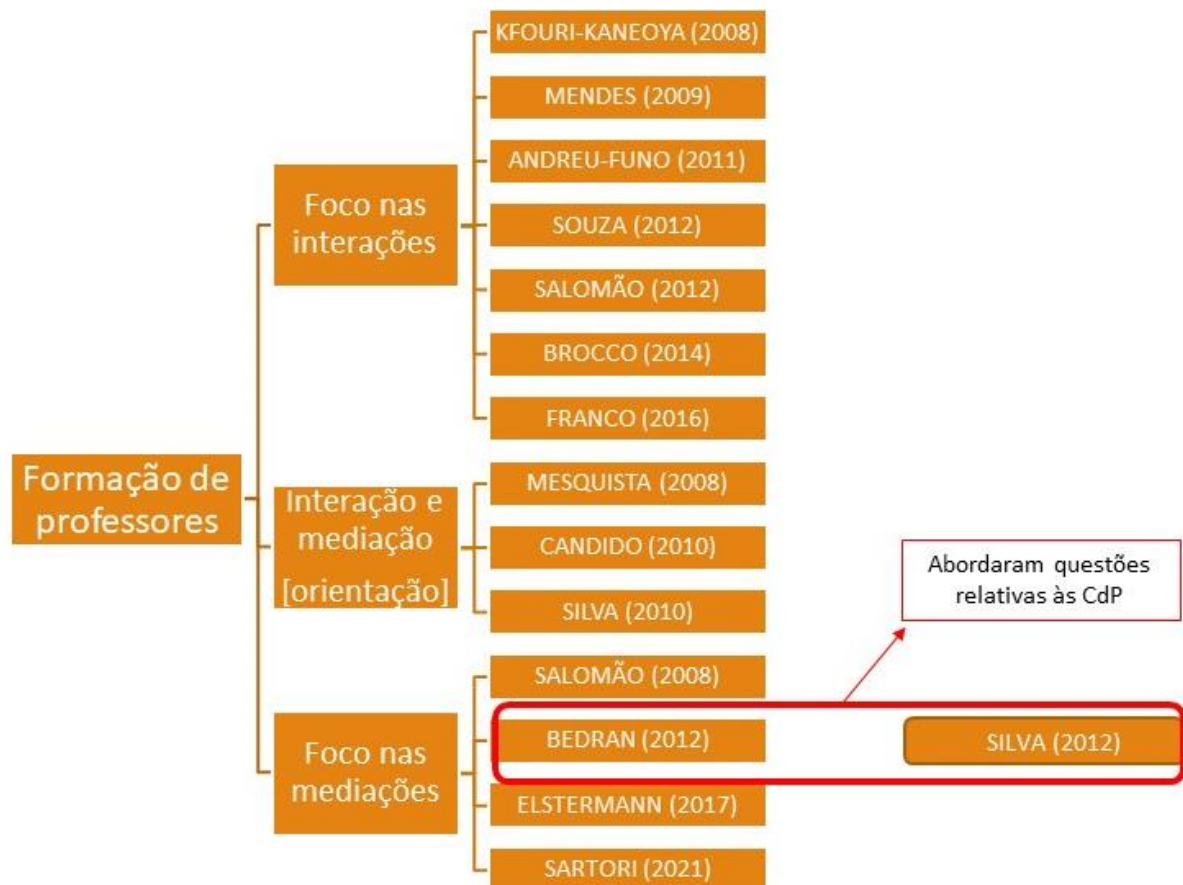 Formação de
professores
Foco nas
interações
KFOURI-KANEOYA (2008)
MENDES (2009)
ANDREU-FUNO (2011)
SOUZA (2012)
SALOMÃO (2012)
BROCCO (2014)
FRANCO (2016)
Interação e
mediação
[orientação]
MESQUISTA (2008)
CANDIDO (2010)
SILVA (2010)
Foco nas
mediações
SALOMÃO (2008)
BEDRAN (2012)
ELSTERMANN (2017)
SARTORI (2021)
Abordaram questões
relativas às CdP
SILVA (2012)